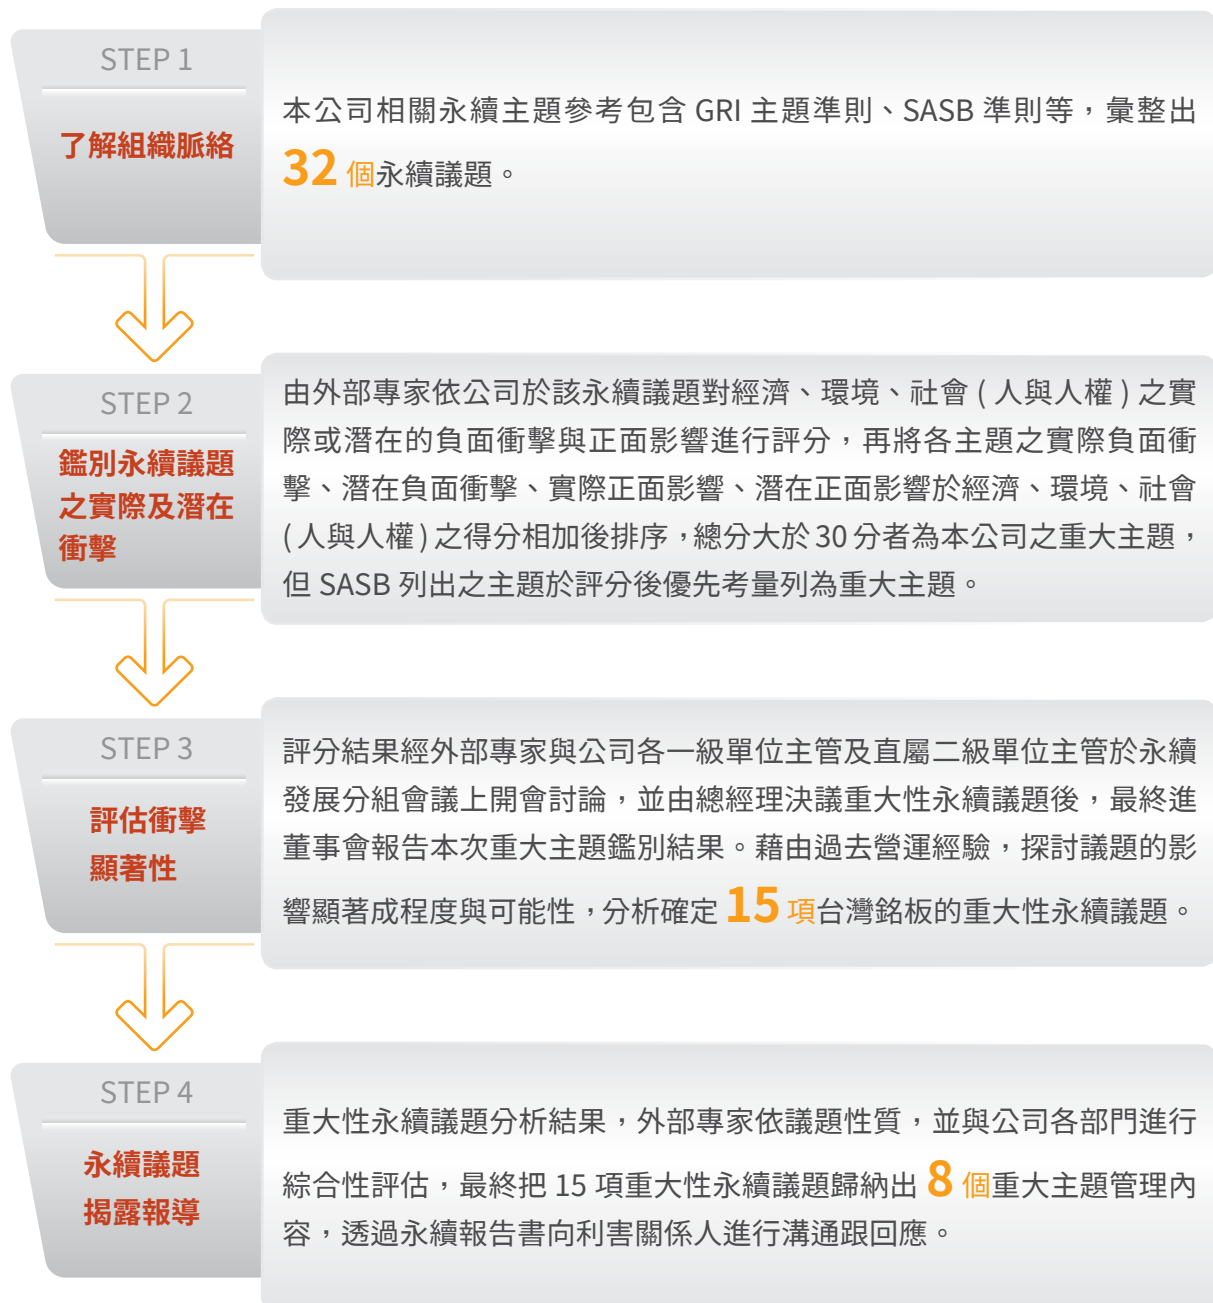 STEP 1
了解組織脈絡
本公司相關永續主題參考包含 GRI 主題準則、SASB 準則等，彙整出
32 個永續議題。
STEP 2
鑑別永續議題
之實際及潛在
衝擊
由外部專家依公司於該永續議題對經濟、環境、社會 ( 人與人權 ) 之實
際或潛在的負面衝擊與正面影響進行評分，再將各主題之實際負面衝
擊、潛在負面衝擊、實際正面影響、潛在正面影響於經濟、環境、社會
( 人與人權 ) 之得分相加後排序，總分大於 30 分者為本公司之重大主題，
但 SASB 列出之主題於評分後優先考量列為重大主題。
STEP 3
評估衝擊
顯著性
評分結果經外部專家與公司各一級單位主管及直屬二級單位主管於永續
發展分組會議上開會討論，並由總經理決議重大性永續議題後，最終進
董事會報告本次重大主題鑑別結果。藉由過去營運經驗，探討議題的影
響顯著成程度與可能性，分析確定 15 項台灣銘板的重大性永續議題。
STEP 4
永續議題
揭露報導
重大性永續議題分析結果，外部專家依議題性質，並與公司各部門進行
綜合性評估，最終把 15 項重大性永續議題歸納出 8 個重大主題管理內
容，透過永續報告書向利害關係人進行溝通跟回應。